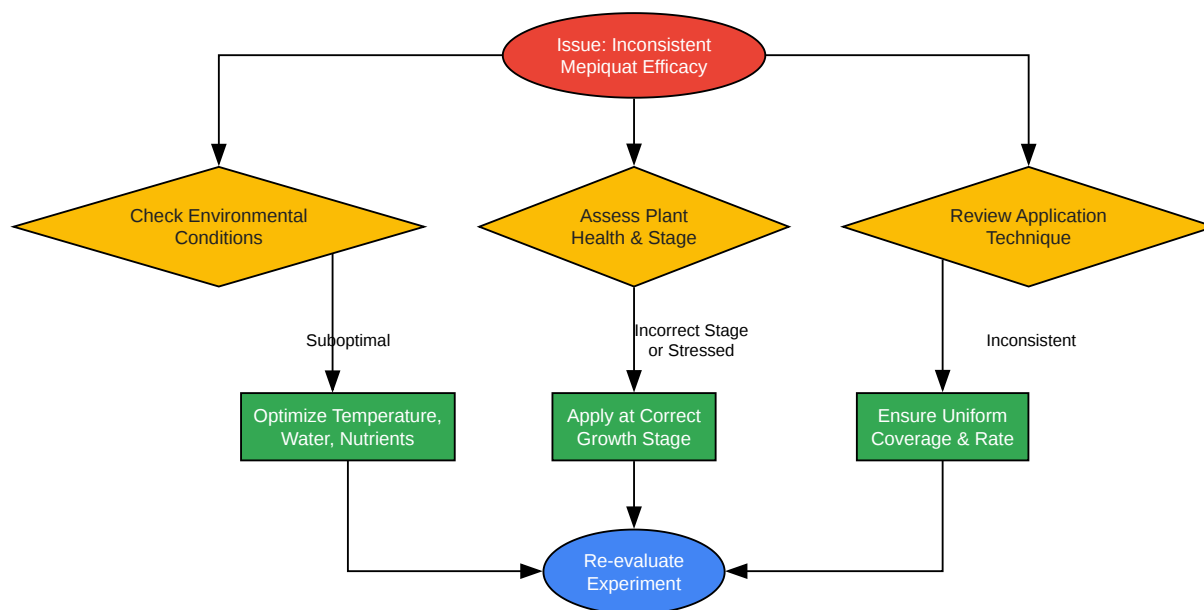 Issue: Inconsistent
Mepiquat Efficacy
Check Environmental
Conditions
Assess Plant
Health & Stage
Review Application
Technique
Suboptimal
Incorrect Stage
or Stressed
Inconsistent
Optimize Temperature,
Water, Nutrients
Apply at Correct
Growth Stage
Ensure Uniform
Coverage & Rate
Re-evaluate
Experiment